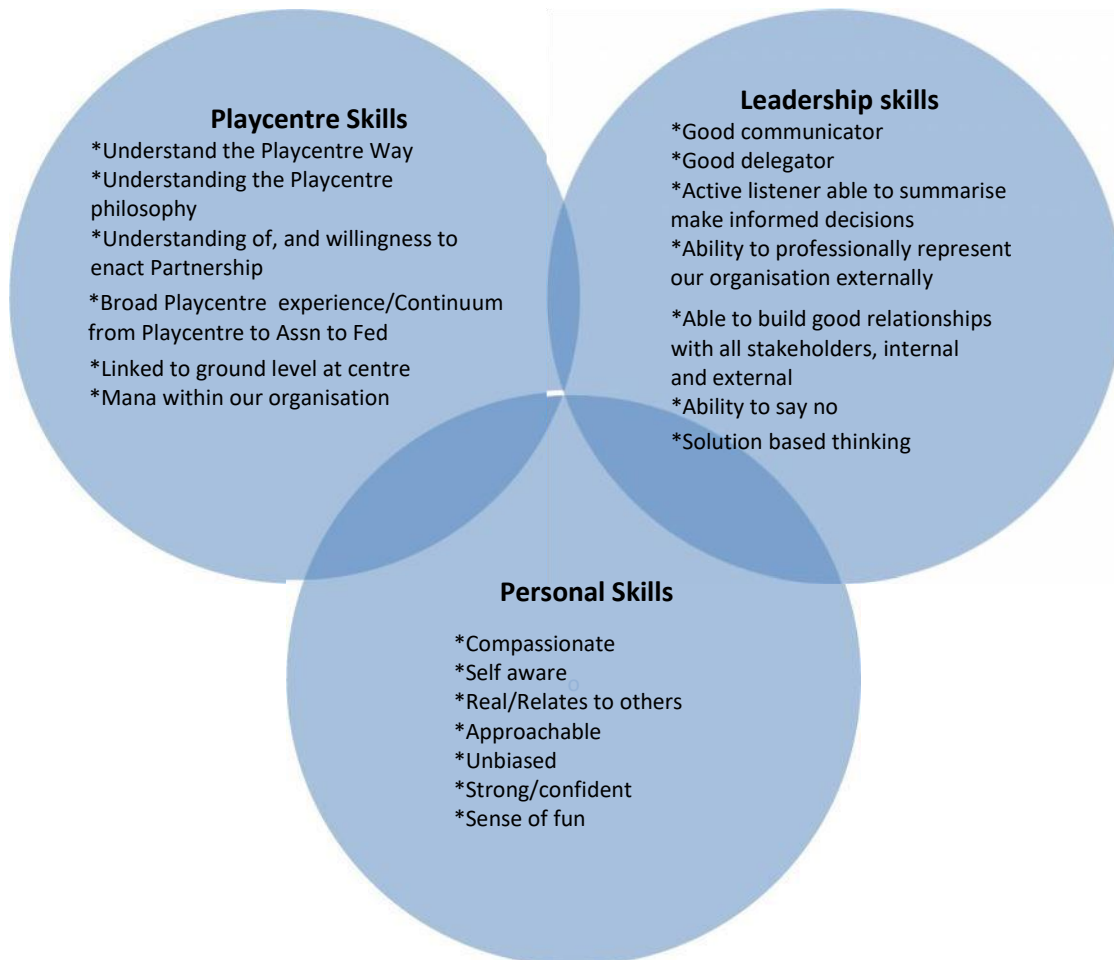 Playcentre Skills
*Understand the Playcentre Way
*Understanding the Playcentre
philosophy
*Understanding of, and willingness to
enact Partnership
*Broad Playcentre experience/Continuum
from Playcentre to Assn to Fed
*Linked to ground level at centre
*Mana within our organisation
Leadership skills
*Good communicator
*Good delegator
*Active listener able to summarise
make informed decisions
*Ability to professionally represent
our organisation externally
*Able to build good relationships
with all stakeholders, internal
and external
*Ability to say no
*Solution based thinking
Personal Skills
*Compassionate
*Self aware
*Real/Relates to others
*Approachable
*Unbiased
*Strong/confident
*Sense of fun